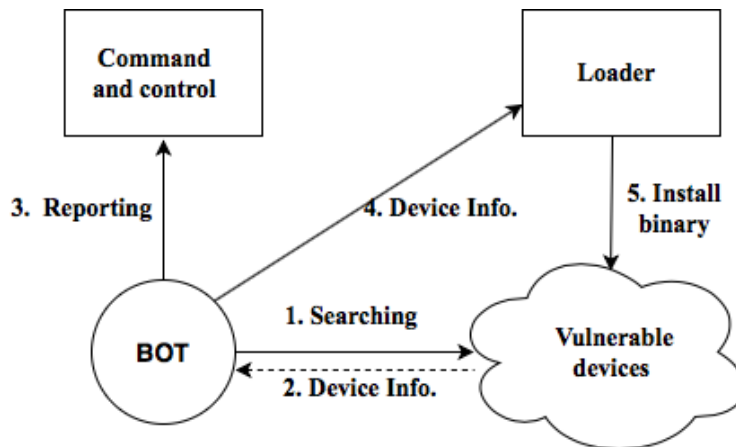 Command
and control
Loader
3. Reporting
4. Device Info.
5. Install
binary
1. Searching
BOT
Vulnerable
devices
2. Device Info.